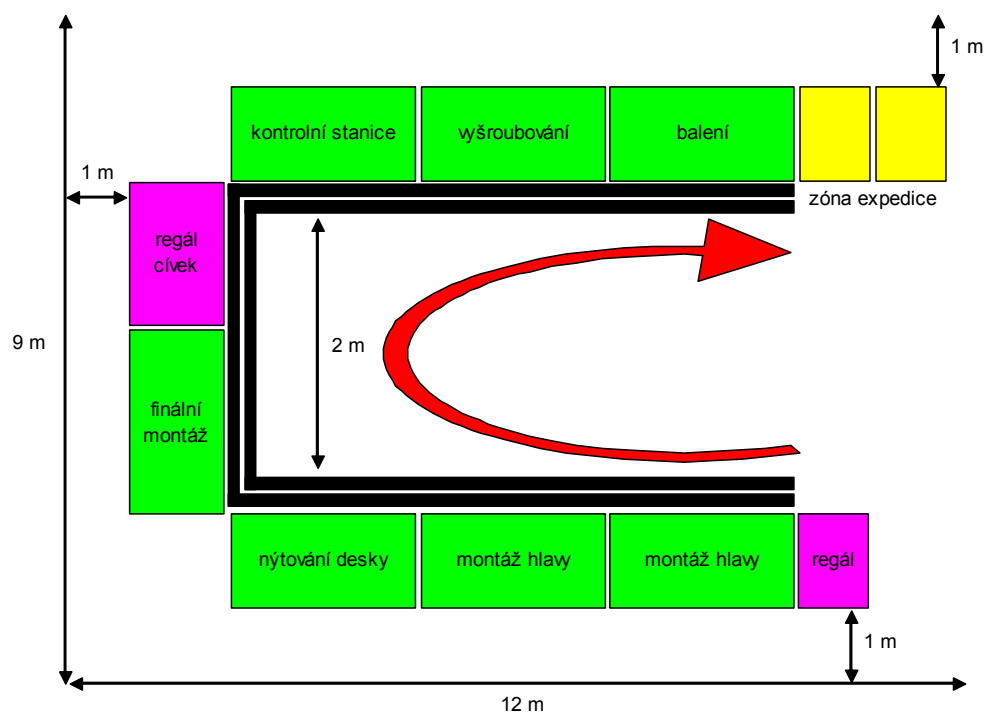 1 m
kontrolní stanice
vyšroubování
balení
1 m
zóna expedice
regál
cívek
9 m
2 m
finální
montáž
nýtování desky
montáž hlavy
montáž hlavy
regál
1 m
12 m